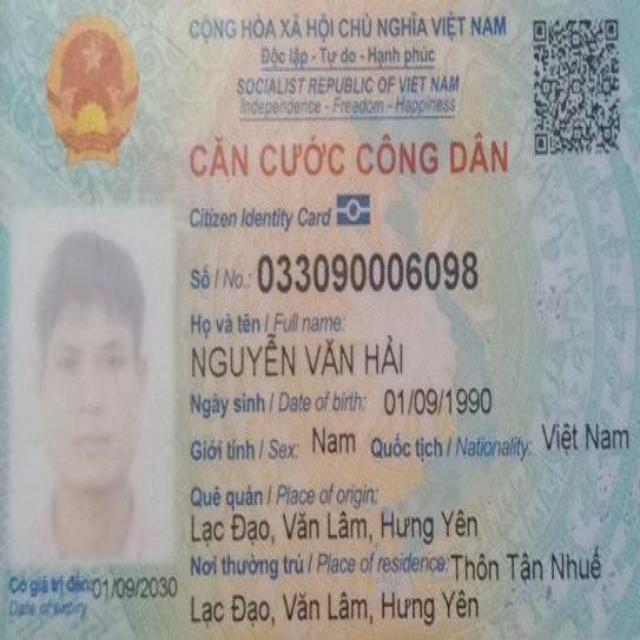 CỘNG HÒA XÃ HỘI CHỦ NGHĨA VIỆT NAM
Độc lập - Tự do - Hạnh phúc
SOCIALIST REPUBLIC OF VIET NAM
Independence - Freedom - Happiness
CĂN CƯỚC CÔNG DÂN
Citizen Identity Card
Số / No.: 033090006098
Họ và tên / Full name:
NGUYỄN VĂN HẢI
Ngày sinh / Date of birth: 01/09/1990
Giới tính / Sex: Nam Quốc tịch / Nationality: Việt Nam
Quê quán / Place of origin:
Lạc Đạo, Văn Lâm, Hưng Yên
Nơi thường trú / Place of residence: Thôn Tân Nhuế
Lạc Đạo, Văn Lâm, Hưng Yên
Có giá trị đến: 01/09/2030
Date of expiry